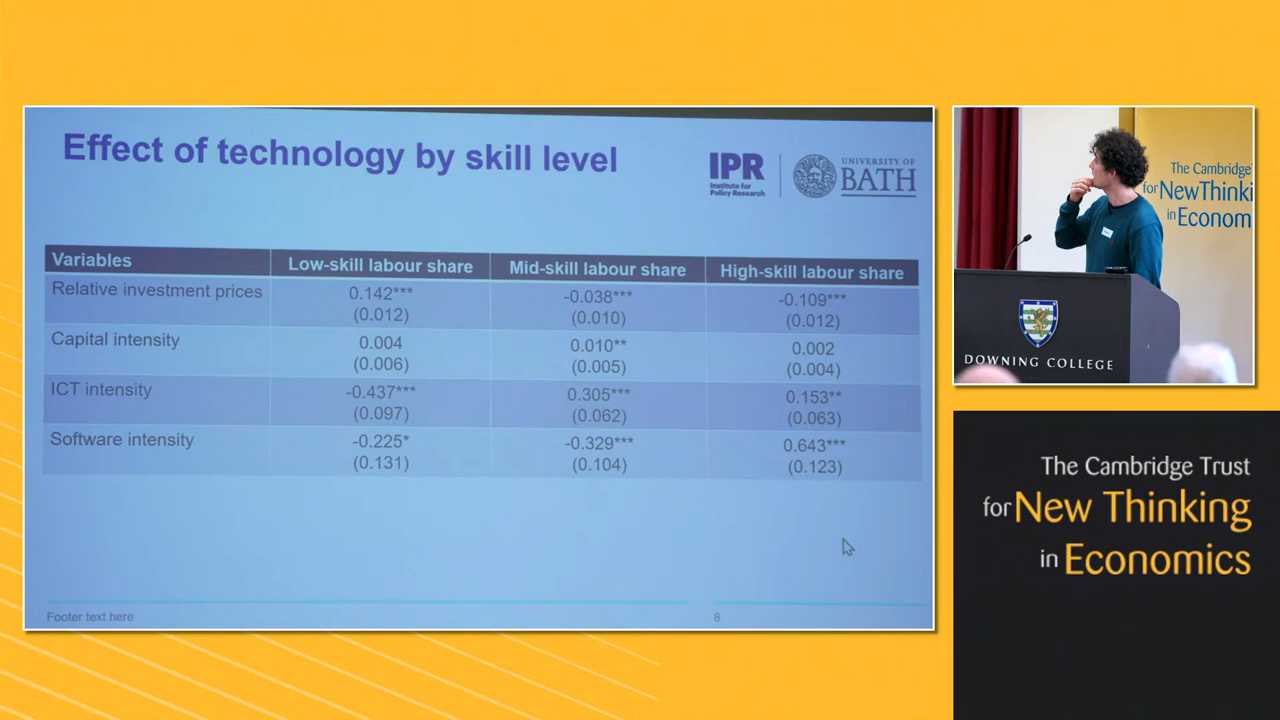 Effect of technology by skill level
IPR
Institute for
Policy Research
UNIVERSITY OF
BATH
Variables Low-skill labour share Mid-skill labour share High-skill labour share
Relative investment prices 0.142*** -0.038*** -0.109***
(0.012) (0.010) (0.012)
Capital intensity 0.004 0.010** 0.002
(0.006) (0.005) (0.004)
ICT intensity -0.437*** 0.305*** 0.153**
(0.097) (0.062) (0.063)
Software intensity -0.225* -0.329*** 0.643***
(0.131) (0.104) (0.123)
Footer text here 8
The Cambridge
for NewThinki
in Econom
DOWNING COLLEGE
The Cambridge Trust
for New Thinking
in Economics